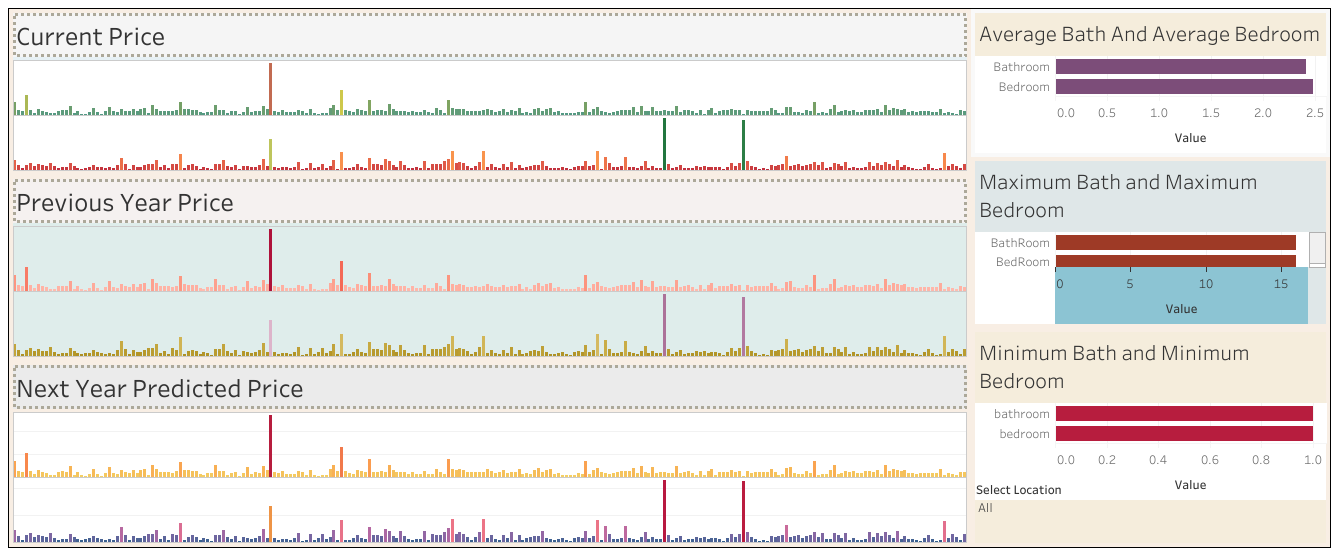 Current Price
Previous Year Price
Next Year Predicted Price
Average Bath And Average Bedroom
Bathroom
Bedroom
0.0 0.5 1.0 1.5 2.0 2.5
Value
Maximum Bath and Maximum
Bedroom
BathRoom
BedRoom
0 5 10 15
Value
Minimum Bath and Minimum
Bedroom
bathroom
bedroom
0.0 0.2 0.4 0.6 0.8 1.0
Value
Select Location
All